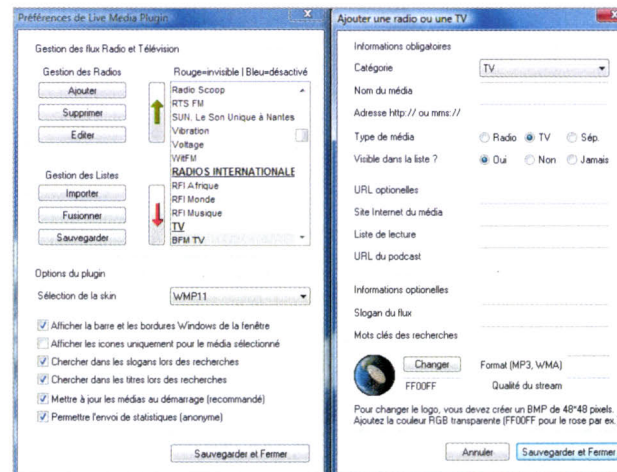 Préférences de Live Media Plugin
Gestion des flux Radio et Télévision
Gestion des Radios
Rouge=invisible | Bleu=désactivé
Ajouter
Supprimer
Editer
Radio Scoop
RTS FM
SUN, Le Son Unique à Nantes
Vibration
Voltage
WitFM
RADIOS INTERNATIONALE
RFI Afrique
RFI Monde
RFI Musique
TV
BFM TV
Gestion des Listes
Importer
Fusionner
Sauvegarder
Options du plugin
Sélection de la skin
WMP11
Afficher la barre et les bordures Windows de la fenêtre
Afficher les icones uniquement pour le média sélectionné
Chercher dans les slogans lors des recherches
Chercher dans les titres lors des recherches
Mettre à jour les médias au démarrage (recommandé)
Permettre l'envoi de statistiques (anonyme)
Sauvegarder et Fermer
Ajouter une radio ou une TV
Informations obligatoires
Catégorie
TV
Nom du média
Adresse http:// ou mms://
Type de média
Radio
TV
Sép.
Visible dans la liste ?
Oui
Non
Jamais
URL optionelles
Site Internet du média
Liste de lecture
URL du podcast
Informations optionelles
Slogan du flux
Mots clés des recherches
Changer
FF00FF
Format (MP3, WMA)
Qualité du stream
Pour changer le logo, vous devez créer un BMP de 48*48 pixels.
Ajoutez la couleur RGB transparente (FF00FF pour le rose par ex.
Annuler
Sauvegarder et Fermer